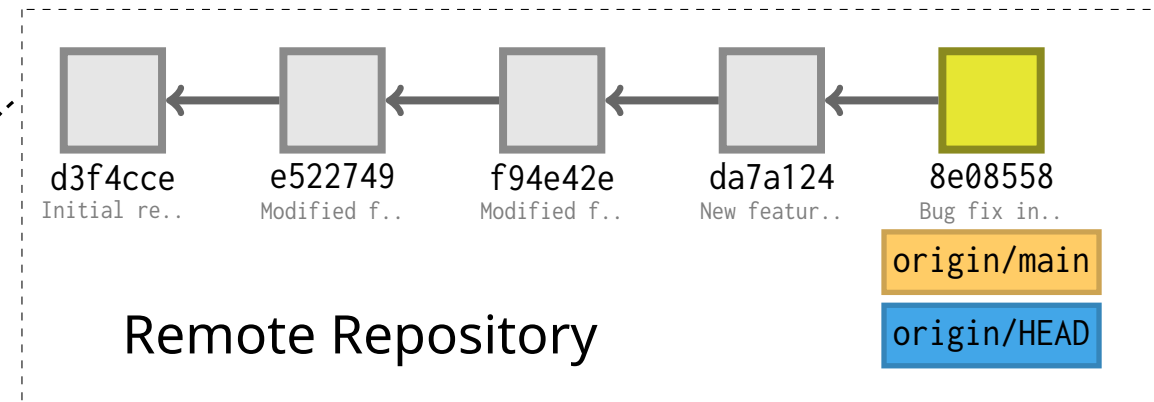 d3f4cce e522749 f94e42e da7a124 8e08558
Initial re.. Modified f.. Modified f.. New featur.. Bug fix in..
origin/main
Remote Repository
origin/HEAD